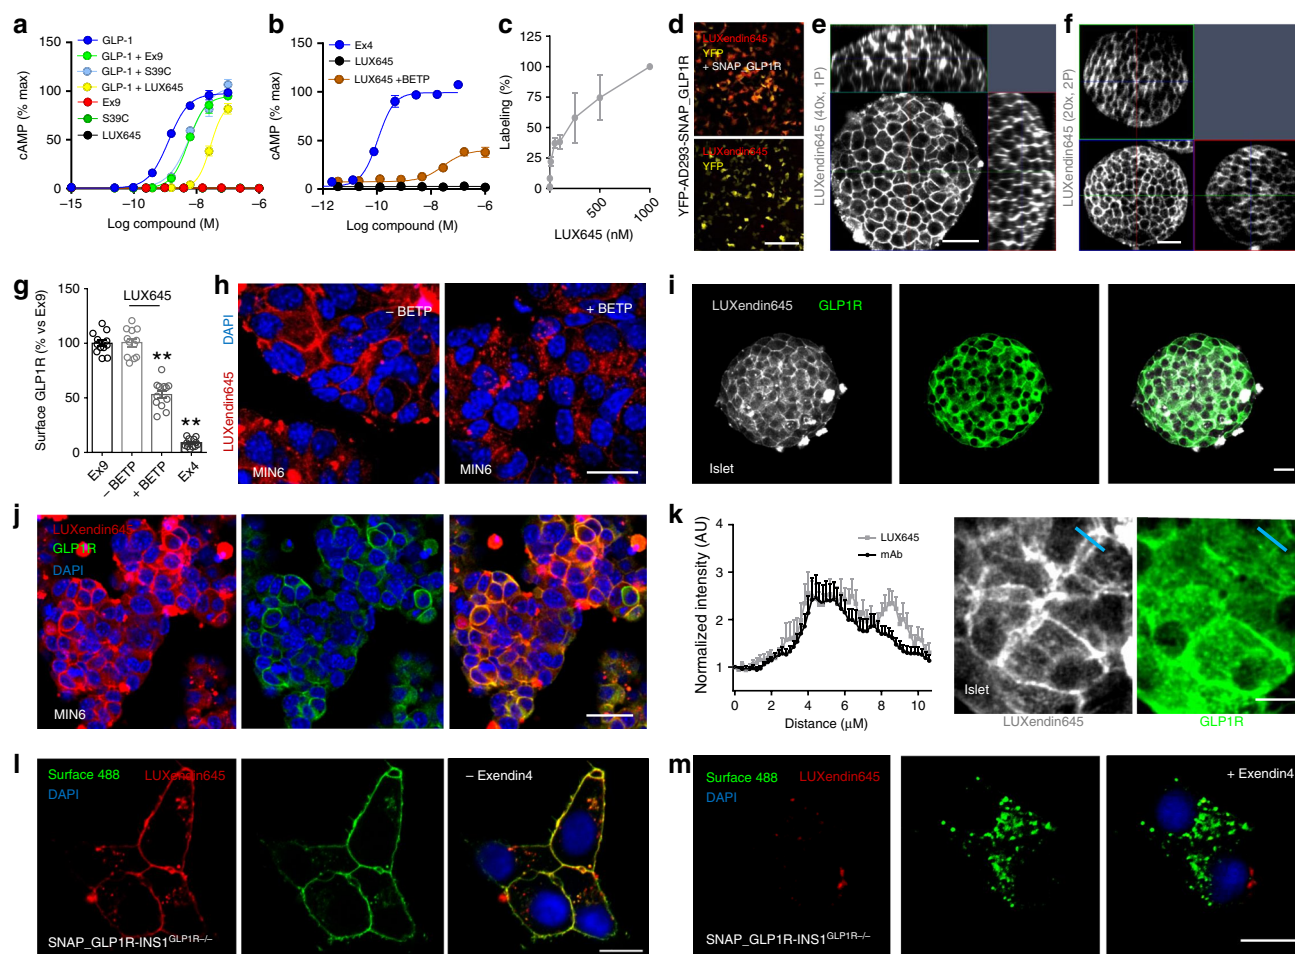 a
cAMP (% max)
150
100
50
0
−15
−10
−9
−8
−7
−6
Log compound (M)
GLP-1
GLP-1 + Ex9
GLP-1 + S39C
GLP-1 + LUX645
Ex9
S39C
LUX645
b
cAMP (% max)
150
100
50
0
−12
−10
−8
−6
Log compound (M)
Ex4
LUX645
LUX645 +BETP
c
Labeling (%)
125
100
75
50
25
0
500
1000
LUX645 (nM)
d
YFP-AD293-SNAP_GLP1R
LUXendin645
YFP
+ SNAP_GLP1R
LUXendin645
YFP
e
LUXendin645 (40x, 1P)
f
LUXendin645 (20x, 2P)
g
Surface GLP1R (% vs Ex9)
150
100
50
0
LUX645
**
**
Ex9
− BETP
+ BETP
Ex4
h
LUXendin645
DAPI
− BETP
MIN6
+ BETP
MIN6
i
LUXendin645
GLP1R
Islet
j
LUXendin645
GLP1R
DAPI
MIN6
k
Normalized intensity (AU)
4
3
2
1
0
2
4
6
8
10
Distance (µM)
LUX645
mAb
Islet
LUXendin645
GLP1R
l
Surface 488
LUXendin645
DAPI
− Exendin4
SNAP_GLP1R-INS1GLP1R−/−
m
Surface 488
LUXendin645
DAPI
+ Exendin4
SNAP_GLP1R-INS1GLP1R−/−